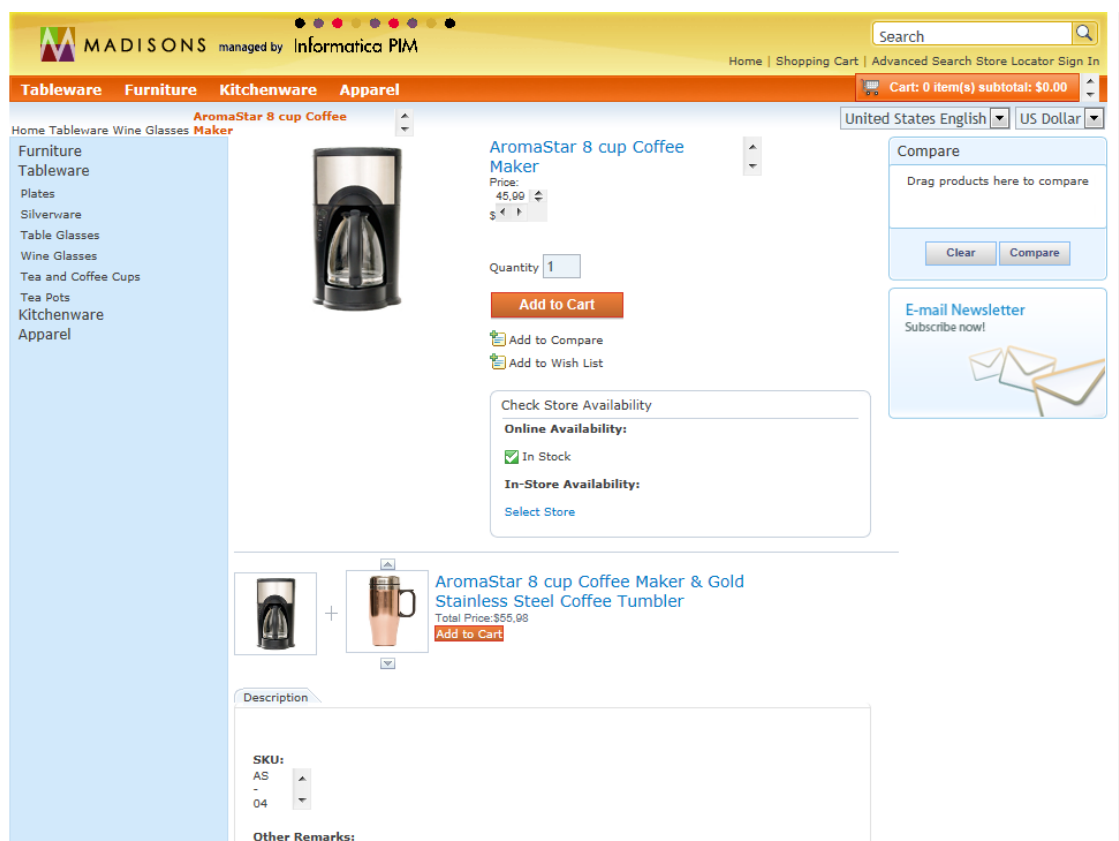 MADISONS managed by Informatica PIM
Search
Home | Shopping Cart | Advanced Search Store Locator Sign In
Tableware Furniture Kitchenware Apparel
Cart: 0 item(s) subtotal: $0.00
Home Tableware Wine Glasses AromaStar 8 cup Coffee
Maker
United States English US Dollar
Furniture
Tableware
Plates
Silverware
Table Glasses
Wine Glasses
Tea and Coffee Cups
Tea Pots
Kitchenware
Apparel
AromaStar 8 cup Coffee
Maker
Price:
45,99
$
Quantity 1
Add to Cart
Add to Compare
Add to Wish List
Check Store Availability
Online Availability:
In Stock
In-Store Availability:
Select Store
Compare
Drag products here to compare
Clear Compare
E-mail Newsletter
Subscribe now!
+
AromaStar 8 cup Coffee Maker & Gold
Stainless Steel Coffee Tumbler
Total Price:$55,98
Add to Cart
Description
SKU:
AS
-
04
Other Remarks: